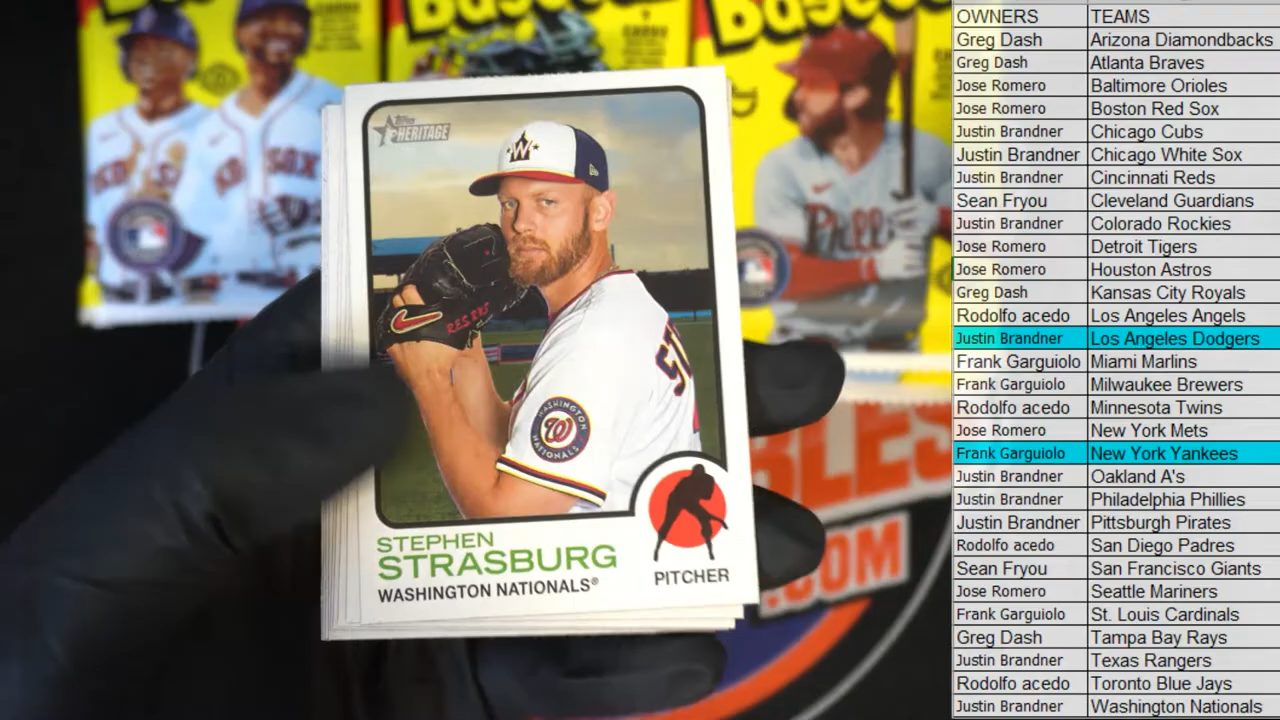 Topps
HERITAGE
W
RES ERE
WASHINGTON
W
NATIONALS
STEPHEN
STRASBURG
WASHINGTON NATIONALS®
PITCHER
.COM
OWNERS TEAMS
Greg Dash Arizona Diamondbacks
Greg Dash Atlanta Braves
Jose Romero Baltimore Orioles
Jose Romero Boston Red Sox
Justin Brandner Chicago Cubs
Justin Brandner Chicago White Sox
Justin Brandner Cincinnati Reds
Sean Fryou Cleveland Guardians
Justin Brandner Colorado Rockies
Jose Romero Detroit Tigers
Jose Romero Houston Astros
Greg Dash Kansas City Royals
Rodolfo acedo Los Angeles Angels
Justin Brandner Los Angeles Dodgers
Frank Garguiolo Miami Marlins
Frank Garguiolo Milwaukee Brewers
Rodolfo acedo Minnesota Twins
Jose Romero New York Mets
Frank Garguiolo New York Yankees
Justin Brandner Oakland A's
Justin Brandner Philadelphia Phillies
Justin Brandner Pittsburgh Pirates
Rodolfo acedo San Diego Padres
Sean Fryou San Francisco Giants
Jose Romero Seattle Mariners
Frank Garguiolo St. Louis Cardinals
Greg Dash Tampa Bay Rays
Justin Brandner Texas Rangers
Rodolfo acedo Toronto Blue Jays
Justin Brandner Washington Nationals